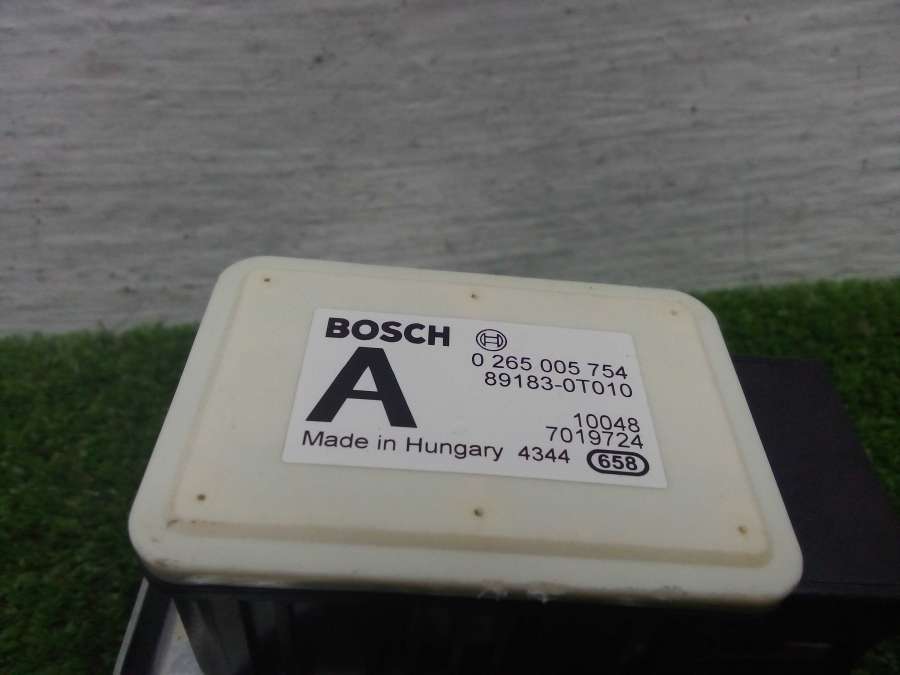 BOSCH
A
0 265 005 754
89183-0T010
10048
7019724
Made in Hungary 4344 658